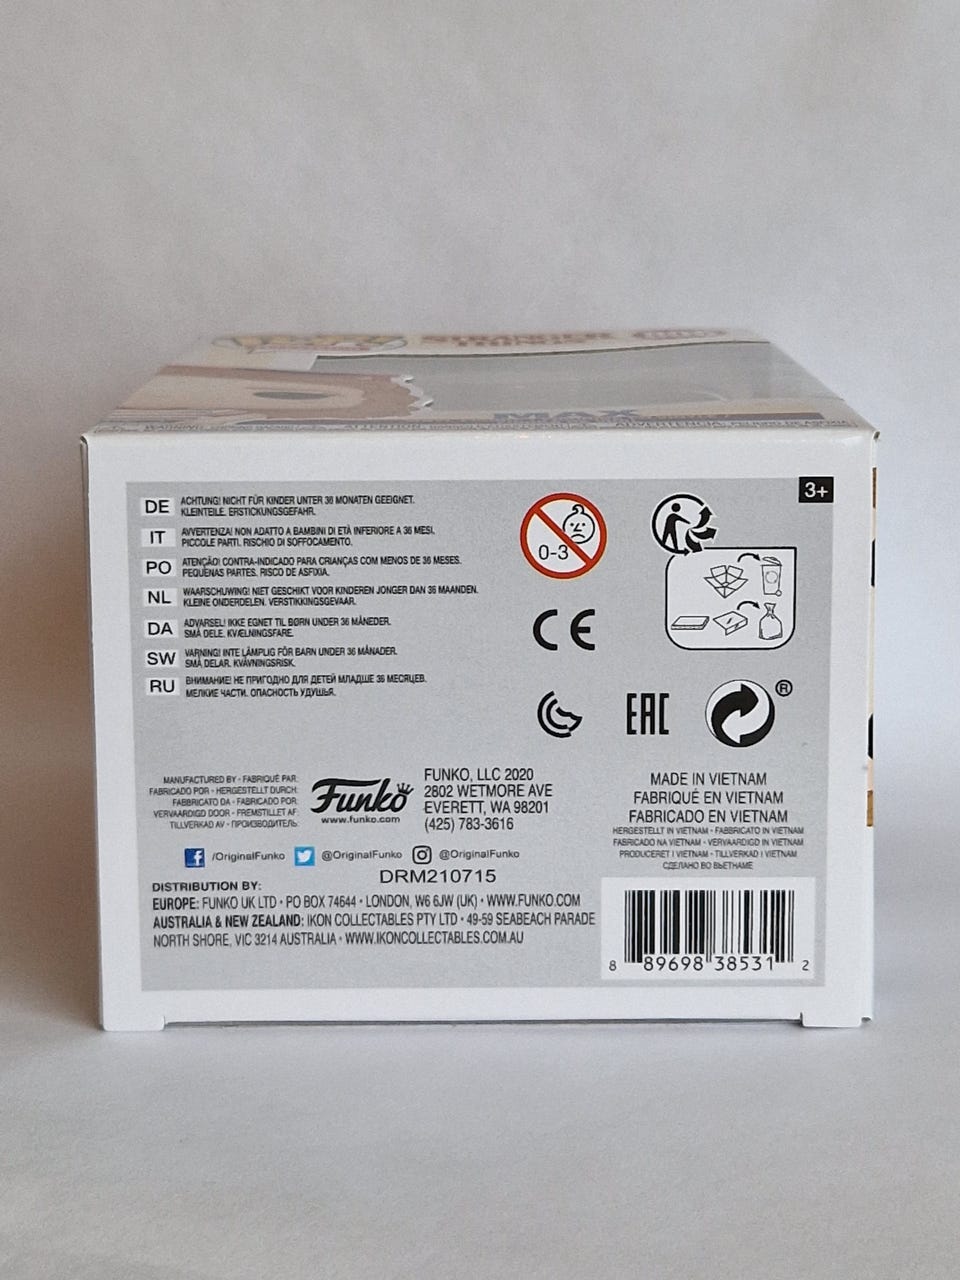 STRANGER
THINGS
MAX
DE ACHTUNG! NICHT FÜR KINDER UNTER 36 MONATEN GEEIGNET.
KLEINTEILE. ERSTICKUNGSGEFAHR.
IT AVVERTENZA! NON ADATTO A BAMBINI DI ETÀ INFERIORE A 36 MESI.
PICCOLE PARTI. RISCHIO DI SOFFOCAMENTO.
PO ATENÇÃO! CONTRA-INDICADO PARA CRIANÇAS COM MENOS DE 36 MESES.
PEQUENAS PARTES. RISCO DE ASFIXIA.
NL WAARSCHUWING! NIET GESCHIKT VOOR KINDEREN JONGER DAN 36 MAANDEN.
KLEINE ONDERDELEN. VERSTIKKINGSGEVAAR.
DA ADVARSEL! IKKE EGNET TIL BØRN UNDER 36 MÅNEDER.
SMÅ DELE. KVÆLNINGSFARE.
SW VARNING! INTE LÄMPLIG FÖR BARN UNDER 36 MÅNADER.
SMÅ DELAR. KVÄVNINGSRISK.
RU ВНИМАНИЕ! НЕ ПРИГОДНО ДЛЯ ДЕТЕЙ МЛАДШЕ 36 МЕСЯЦЕВ.
МЕЛКИЕ ЧАСТИ. ОПАСНОСТЬ УДУШЬЯ.
3+
0-3
CE
EAC
®
MANUFACTURED BY • FABRIQUÉ PAR:
FABRICADO POR • HERGESTELLT DURCH:
FABBRICATO DA • FABRICADO POR:
VERVAARDIGD DOOR • FREMSTILLET AF:
TILLVERKAD AV • ПРОИЗВОДИТЕЛЬ:
Funko
www.funko.com
FUNKO, LLC 2020
2802 WETMORE AVE
EVERETT, WA 98201
(425) 783-3616
MADE IN VIETNAM
FABRIQUÉ EN VIETNAM
FABRICADO EN VIETNAM
HERGESTELLT IN VIETNAM • FABBRICATO IN VIETNAM
FABRICADO NA VIETNAM • VERVAARDIGD IN VIETNAM
PRODUCERET I VIETNAM • TILLVERKAD I VIETNAM
СДЕЛАНО ВО ВЬЕТНАМЕ
f /OriginalFunko @OriginalFunko @OriginalFunko
DRM210715
DISTRIBUTION BY:
EUROPE: FUNKO UK LTD • PO BOX 74644 • LONDON, W6 6JW (UK) • WWW.FUNKO.COM
AUSTRALIA & NEW ZEALAND: IKON COLLECTABLES PTY LTD • 49-59 SEABEACH PARADE
NORTH SHORE, VIC 3214 AUSTRALIA • WWW.IKONCOLLECTABLES.COM.AU
8 89698 38531 2